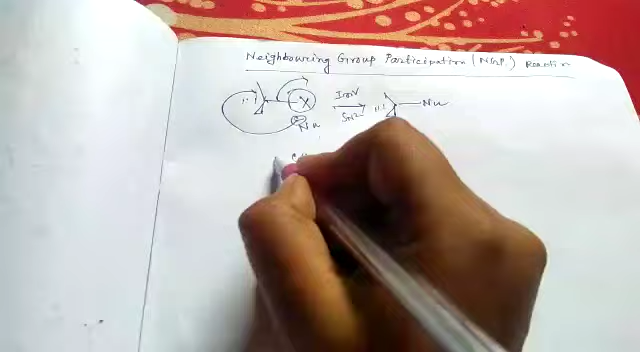 Neighbouring Group Participation (NGP.) Reaction
X
Inv
SN2
Nu
Nu